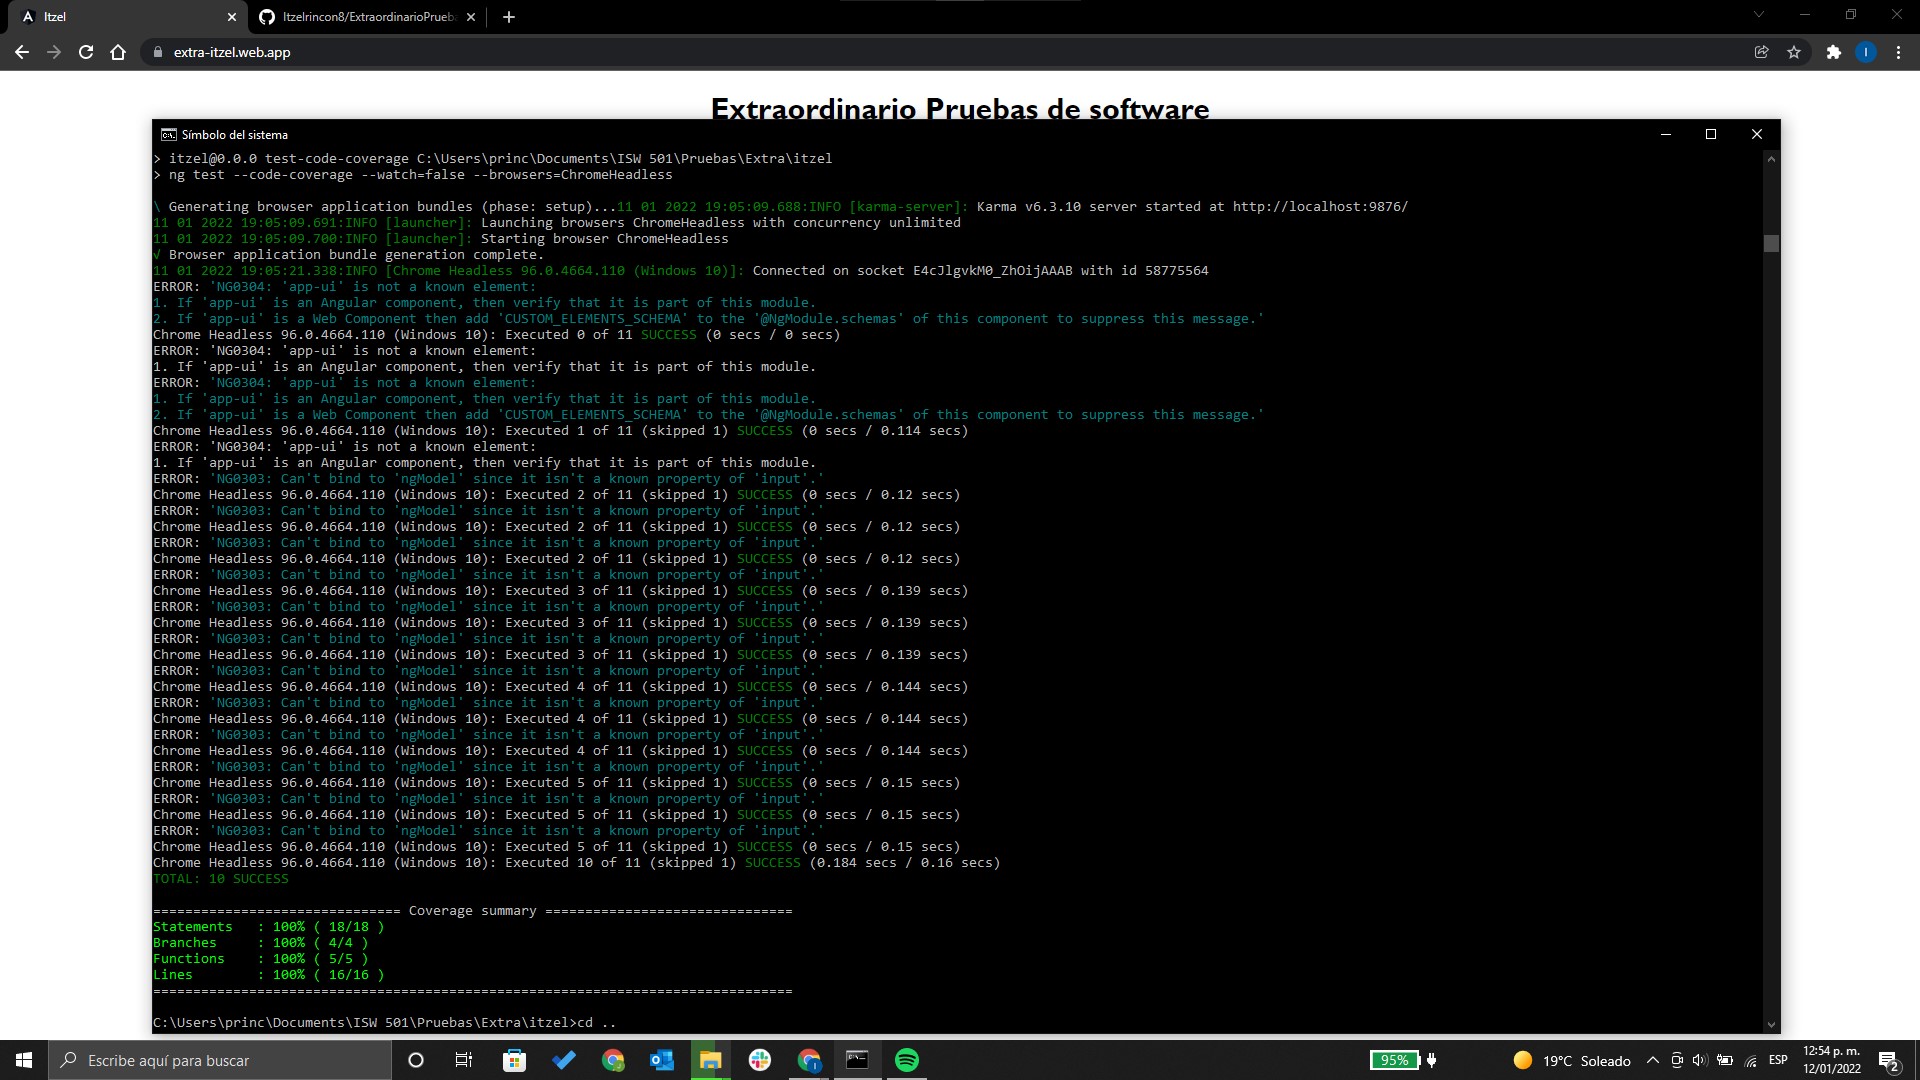 Itzel
Itzelrincon8/ExtraordinarioPrueb
extra-itzel.web.app
I
Extraordinario Pruebas de software
Símbolo del sistema
> itzel@0.0.0 test-code-coverage C:\Users\princ\Documents\ISW 501\Pruebas\Extra\itzel
> ng test --code-coverage --watch=false --browsers=ChromeHeadless
\ Generating browser application bundles (phase: setup)...11 01 2022 19:05:09.688:INFO [karma-server]: Karma v6.3.10 server started at http://localhost:9876/
11 01 2022 19:05:09.691:INFO [launcher]: Launching browsers ChromeHeadless with concurrency unlimited
11 01 2022 19:05:09.700:INFO [launcher]: Starting browser ChromeHeadless
√ Browser application bundle generation complete.
11 01 2022 19:05:21.338:INFO [Chrome Headless 96.0.4664.110 (Windows 10)]: Connected on socket E4cJlgvkM0_ZhOijAAAB with id 58775564
ERROR: 'NG0304: 'app-ui' is not a known element:
1. If 'app-ui' is an Angular component, then verify that it is part of this module.
2. If 'app-ui' is a Web Component then add 'CUSTOM_ELEMENTS_SCHEMA' to the '@NgModule.schemas' of this component to suppress this message.'
Chrome Headless 96.0.4664.110 (Windows 10): Executed 0 of 11 SUCCESS (0 secs / 0 secs)
ERROR: 'NG0304: 'app-ui' is not a known element:
1. If 'app-ui' is an Angular component, then verify that it is part of this module.
ERROR: 'NG0304: 'app-ui' is not a known element:
1. If 'app-ui' is an Angular component, then verify that it is part of this module.
2. If 'app-ui' is a Web Component then add 'CUSTOM_ELEMENTS_SCHEMA' to the '@NgModule.schemas' of this component to suppress this message.'
Chrome Headless 96.0.4664.110 (Windows 10): Executed 1 of 11 (skipped 1) SUCCESS (0 secs / 0.114 secs)
ERROR: 'NG0304: 'app-ui' is not a known element:
1. If 'app-ui' is an Angular component, then verify that it is part of this module.
ERROR: 'NG0303: Can't bind to 'ngModel' since it isn't a known property of 'input'.'
Chrome Headless 96.0.4664.110 (Windows 10): Executed 2 of 11 (skipped 1) SUCCESS (0 secs / 0.12 secs)
ERROR: 'NG0303: Can't bind to 'ngModel' since it isn't a known property of 'input'.'
Chrome Headless 96.0.4664.110 (Windows 10): Executed 2 of 11 (skipped 1) SUCCESS (0 secs / 0.12 secs)
ERROR: 'NG0303: Can't bind to 'ngModel' since it isn't a known property of 'input'.'
Chrome Headless 96.0.4664.110 (Windows 10): Executed 2 of 11 (skipped 1) SUCCESS (0 secs / 0.12 secs)
ERROR: 'NG0303: Can't bind to 'ngModel' since it isn't a known property of 'input'.'
Chrome Headless 96.0.4664.110 (Windows 10): Executed 3 of 11 (skipped 1) SUCCESS (0 secs / 0.139 secs)
ERROR: 'NG0303: Can't bind to 'ngModel' since it isn't a known property of 'input'.'
Chrome Headless 96.0.4664.110 (Windows 10): Executed 3 of 11 (skipped 1) SUCCESS (0 secs / 0.139 secs)
ERROR: 'NG0303: Can't bind to 'ngModel' since it isn't a known property of 'input'.'
Chrome Headless 96.0.4664.110 (Windows 10): Executed 3 of 11 (skipped 1) SUCCESS (0 secs / 0.139 secs)
ERROR: 'NG0303: Can't bind to 'ngModel' since it isn't a known property of 'input'.'
Chrome Headless 96.0.4664.110 (Windows 10): Executed 4 of 11 (skipped 1) SUCCESS (0 secs / 0.144 secs)
ERROR: 'NG0303: Can't bind to 'ngModel' since it isn't a known property of 'input'.'
Chrome Headless 96.0.4664.110 (Windows 10): Executed 4 of 11 (skipped 1) SUCCESS (0 secs / 0.144 secs)
ERROR: 'NG0303: Can't bind to 'ngModel' since it isn't a known property of 'input'.'
Chrome Headless 96.0.4664.110 (Windows 10): Executed 4 of 11 (skipped 1) SUCCESS (0 secs / 0.144 secs)
ERROR: 'NG0303: Can't bind to 'ngModel' since it isn't a known property of 'input'.'
Chrome Headless 96.0.4664.110 (Windows 10): Executed 5 of 11 (skipped 1) SUCCESS (0 secs / 0.15 secs)
ERROR: 'NG0303: Can't bind to 'ngModel' since it isn't a known property of 'input'.'
Chrome Headless 96.0.4664.110 (Windows 10): Executed 5 of 11 (skipped 1) SUCCESS (0 secs / 0.15 secs)
ERROR: 'NG0303: Can't bind to 'ngModel' since it isn't a known property of 'input'.'
Chrome Headless 96.0.4664.110 (Windows 10): Executed 5 of 11 (skipped 1) SUCCESS (0 secs / 0.15 secs)
Chrome Headless 96.0.4664.110 (Windows 10): Executed 10 of 11 (skipped 1) SUCCESS (0.184 secs / 0.16 secs)
TOTAL: 10 SUCCESS
=============================== Coverage summary ===============================
Statements   : 100% ( 18/18 )
Branches     : 100% ( 4/4 )
Functions    : 100% ( 5/5 )
Lines        : 100% ( 16/16 )
================================================================================
C:\Users\princ\Documents\ISW 501\Pruebas\Extra\itzel>cd ..
Escribe aquí para buscar
95%
19°C Soleado
ESP
12:54 p. m.
12/01/2022
2